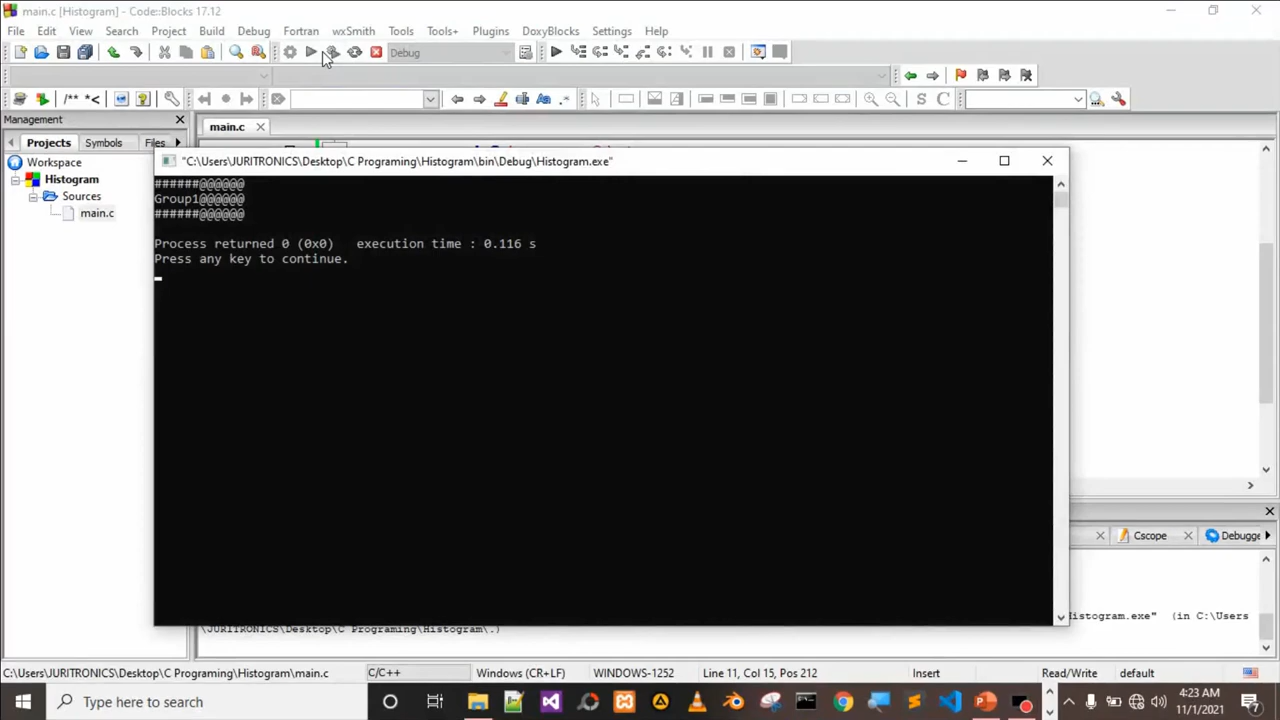 main.c [Histogram] - Code::Blocks 17.12
File Edit View Search Project Build Debug Fortran wxSmith Tools Tools+ Plugins DoxyBlocks Settings Help
Debug
/** *<
S C
Management
Projects Symbols Files
main.c
Workspace
Histogram
Sources
main.c
"C:\Users\JURITRONICS\Desktop\C Programing\Histogram\bin\Debug\Histogram.exe"
######@@@@@@
Group1@@@@@@
######@@@@@@
Process returned 0 (0x0) execution time : 0.116 s
Press any key to continue.
Cscope
Debugge
Histogram.exe" (in C:\Users
\JURITRONICS\Desktop\C Programing\Histogram\.)
C:\Users\JURITRONICS\Desktop\C Programing\Histogram\main.c C/C++ Windows (CR+LF) WINDOWS-1252 Line 11, Col 15, Pos 212 Insert Read/Write default
Type here to search
4:23 AM
11/1/2021
7